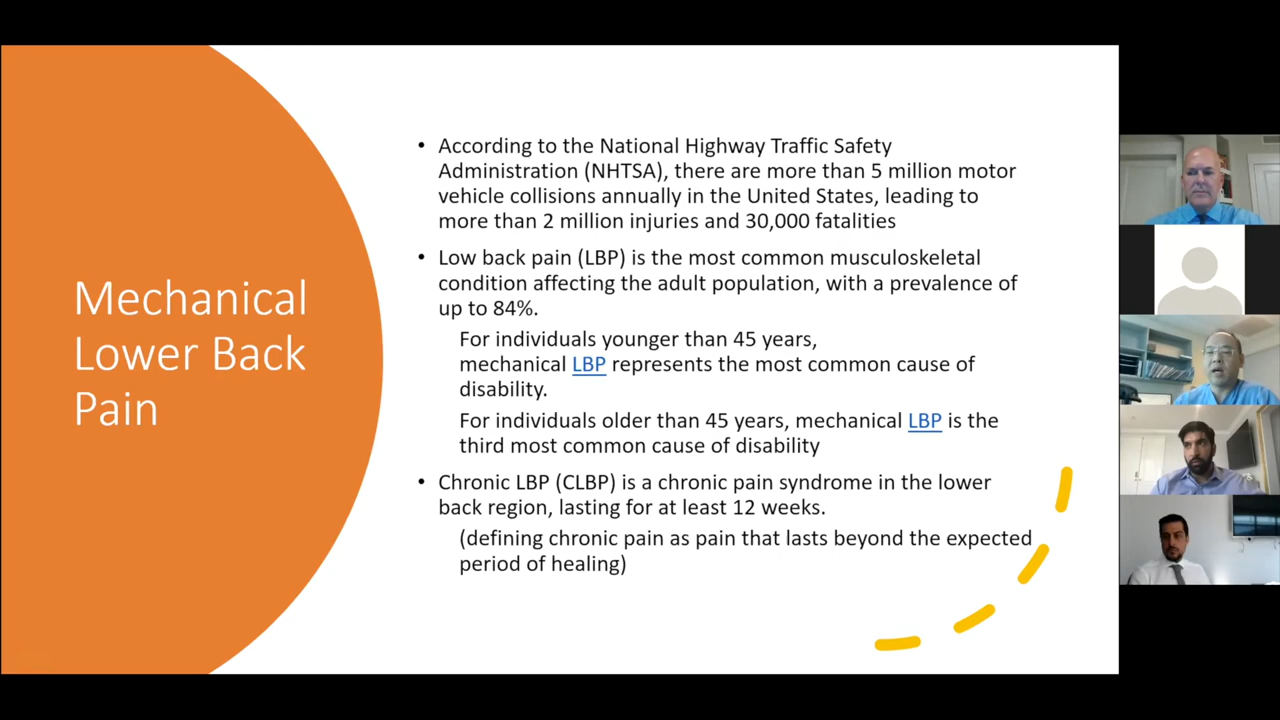 Mechanical
Lower Back
Pain
• According to the National Highway Traffic Safety
Administration (NHTSA), there are more than 5 million motor
vehicle collisions annually in the United States, leading to
more than 2 million injuries and 30,000 fatalities
• Low back pain (LBP) is the most common musculoskeletal
condition affecting the adult population, with a prevalence of
up to 84%.
For individuals younger than 45 years,
mechanical LBP represents the most common cause of
disability.
For individuals older than 45 years, mechanical LBP is the
third most common cause of disability
• Chronic LBP (CLBP) is a chronic pain syndrome in the lower
back region, lasting for at least 12 weeks.
(defining chronic pain as pain that lasts beyond the expected
period of healing)